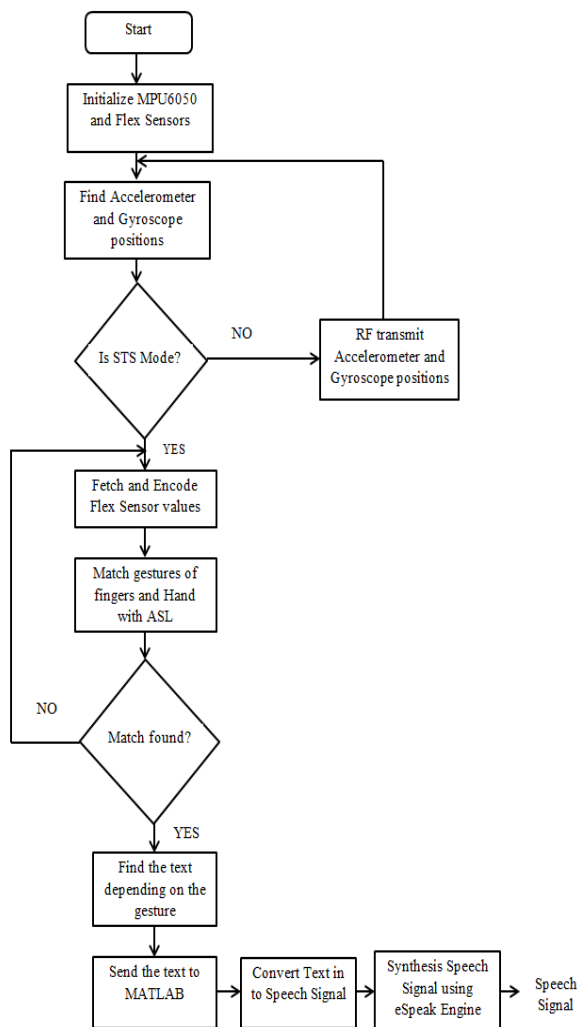 Start
Initialize MPU6050
and Flex Sensors
Find Accelerometer
and Gyroscope
positions
Is STS Mode?
NO
RF transmit
Accelerometer and
Gyroscope positions
YES
Fetch and Encode
Flex Sensor values
Match gestures of
fingers and Hand
with ASL
NO
Match found?
YES
Find the text
depending on the
gesture
Send the text to
MATLAB
Convert Text in
to Speech Signal
Synthesis Speech
Signal using
eSpeak Engine
Speech
Signal